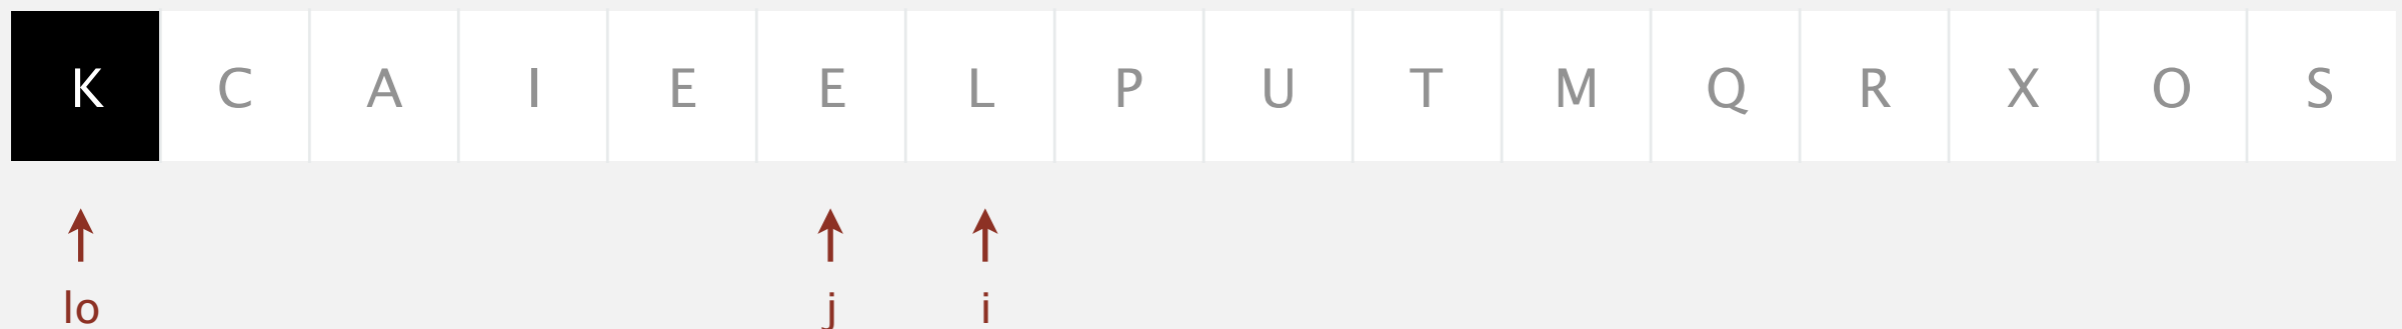 K C A I E E L P U T M Q R X O S
lo j i